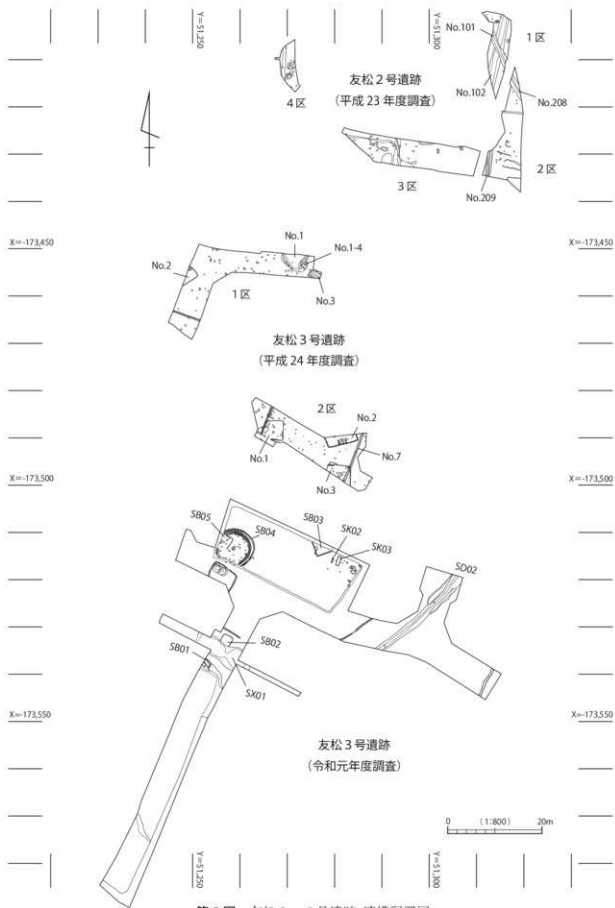 Y=51,250
Y=51,300
No.101
1区
No.102
友松2号遺跡
(平成23年度調査)
4区
No.208
2区
3区
No.209
X=-173,450
X=-173,450
No.1
No.1-4
No.2
No.3
1区
友松3号遺跡
(平成24年度調査)
2区
No.2
No.1
No.7
No.3
X=-173,500
X=-173,500
SB05
SB04
SB03
SK02
SK03
SD02
SB02
SB01
SX01
X=-173,550
X=-173,550
友松3号遺跡
(令和元年度調査)
0 (1:800) 20m
Y=51,250
Y=51,300